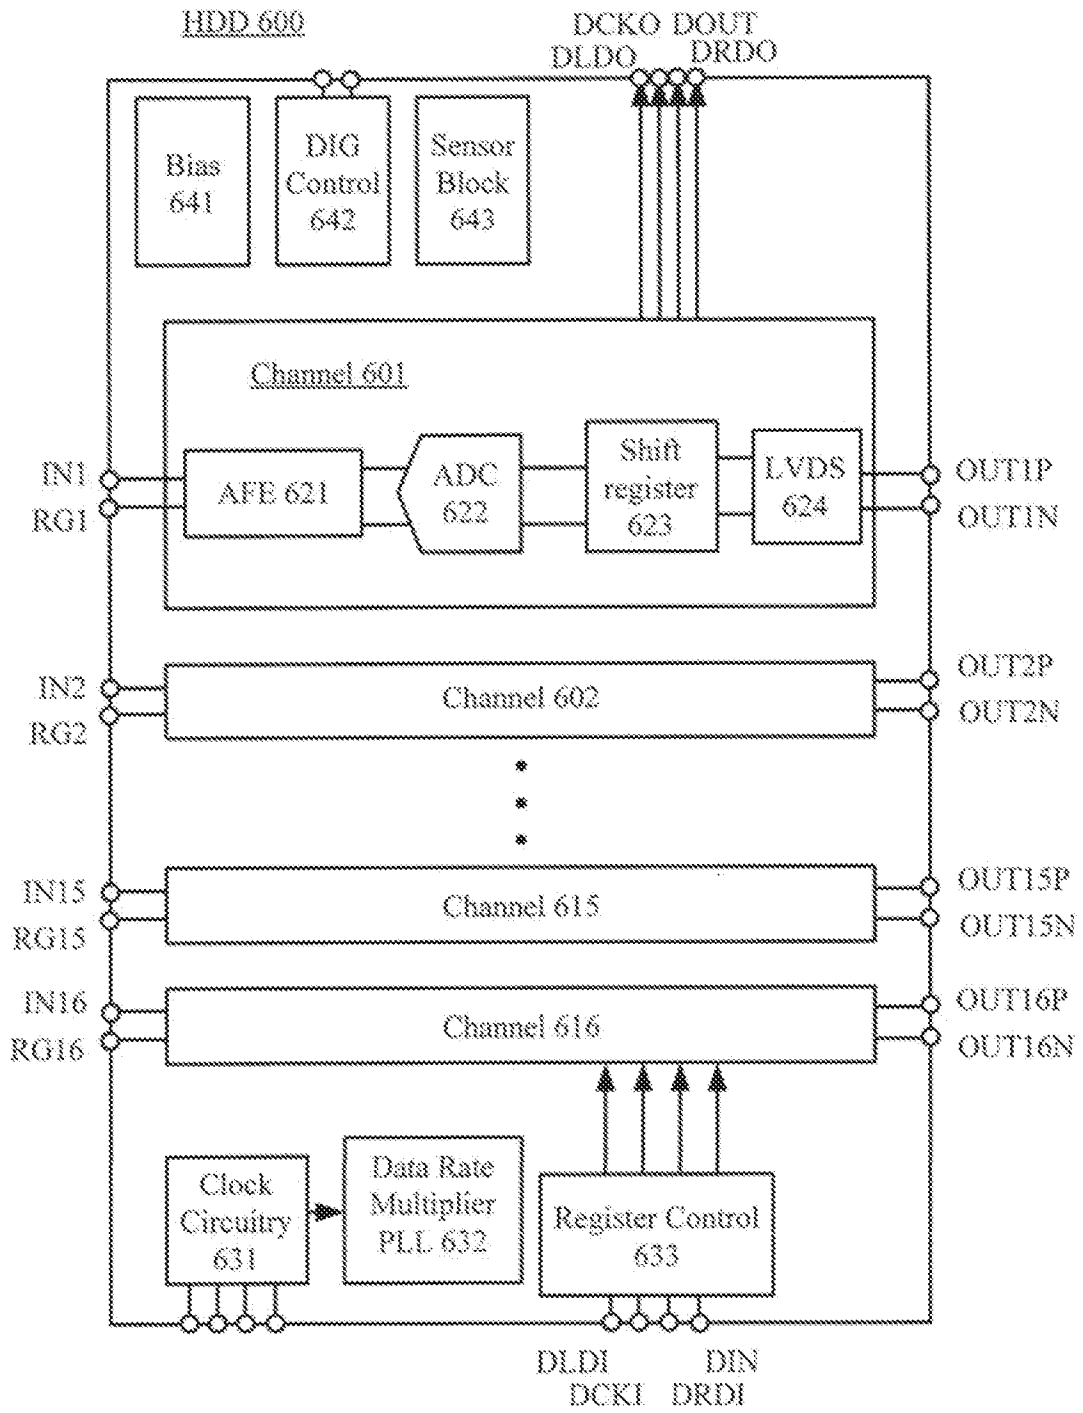 HDD 600
DCKO DOUT
DLDO DRDO
Bias
641
DIG
Control
642
Sensor
Block
643
Channel 601
IN1
RG1
AFE 621
ADC
622
Shift
register
623
LVDS
624
OUT1P
OUT1N
IN2
RG2
Channel 602
OUT2P
OUT2N
IN15
RG15
Channel 615
OUT15P
OUT15N
IN16
RG16
Channel 616
OUT16P
OUT16N
Clock
Circuitry
631
Data Rate
Multiplier
PLL 632
Register Control
633
DLDI DIN
DCKI DRDI